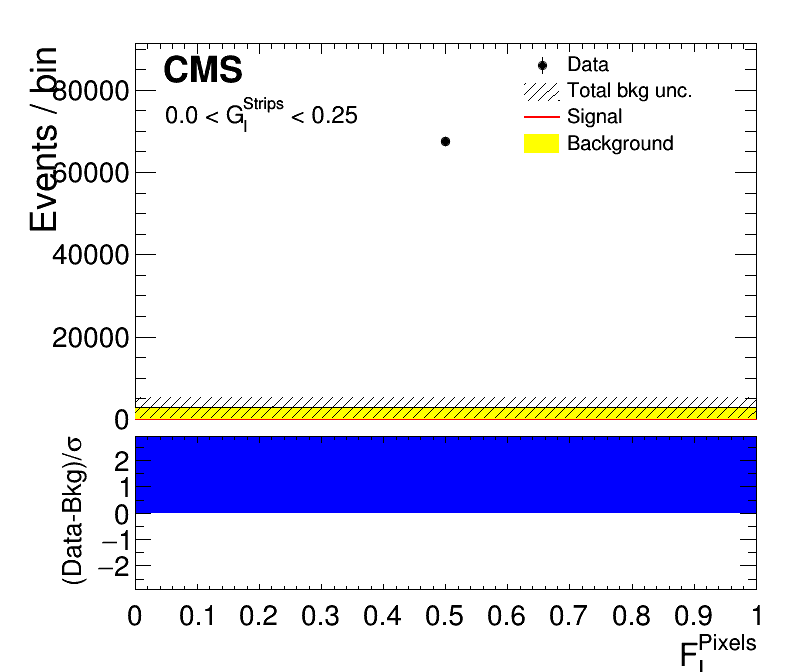 CMS
0.0 < G_I^Strips < 0.25
Data
Total bkg unc.
Signal
Background
Events / bin
80000
60000
40000
20000
0
(Data-Bkg)/σ
2
1
0
−1
−2
0 0.1 0.2 0.3 0.4 0.5 0.6 0.7 0.8 0.9 1
F_I^Pixels